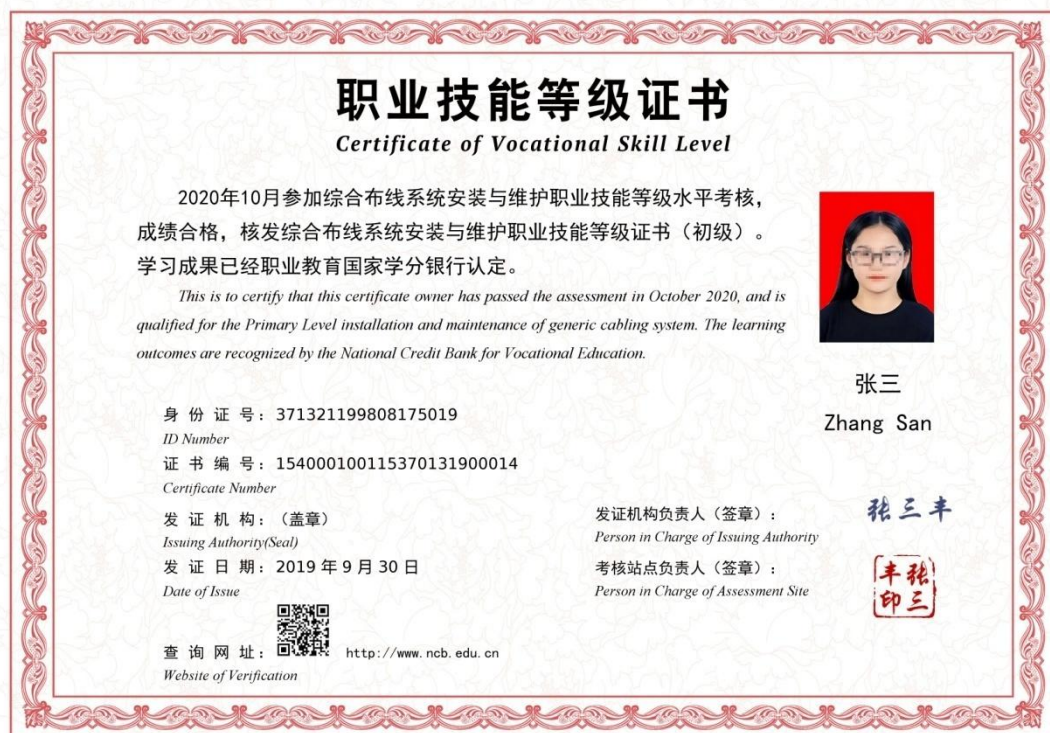 职业技能等级证书
Certificate of Vocational Skill Level
2020年10月参加综合布线系统安装与维护职业技能等级水平考核，
成绩合格，核发综合布线系统安装与维护职业技能等级证书（初级）。
学习成果已经职业教育国家学分银行认定。
This is to certify that this certificate owner has passed the assessment in October 2020, and is
qualified for the Primary Level installation and maintenance of generic cabling system. The learning
outcomes are recognized by the National Credit Bank for Vocational Education.
张三
Zhang San
身份证号：371321199808175019
ID Number
证书编号：154000100115370131900014
Certificate Number
发证机构：（盖章）
Issuing Authority(Seal)
发证日期：2019年9月30日
Date of Issue
查询网址： http://www.ncb.edu.cn
Website of Verification
发证机构负责人（签章）：
张三丰
Person in Charge of Issuing Authority
考核站点负责人（签章）：
张三丰印
Person in Charge of Assessment Site